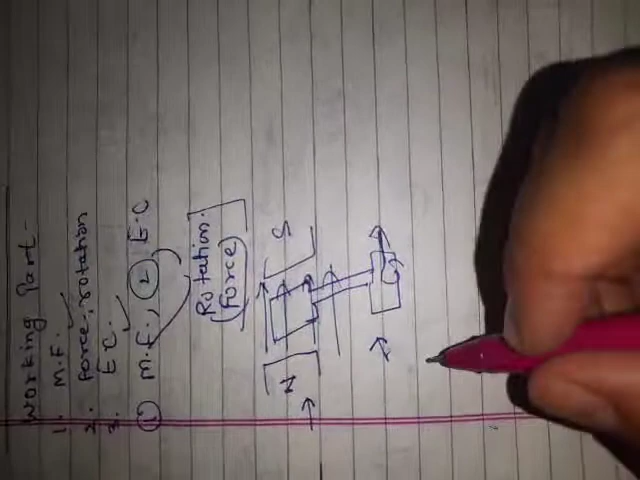 Working Part-
1. M.F.
2. force, rotation
3. E.C.
① M.F., ② E.C
Rotation.
(force)
N S